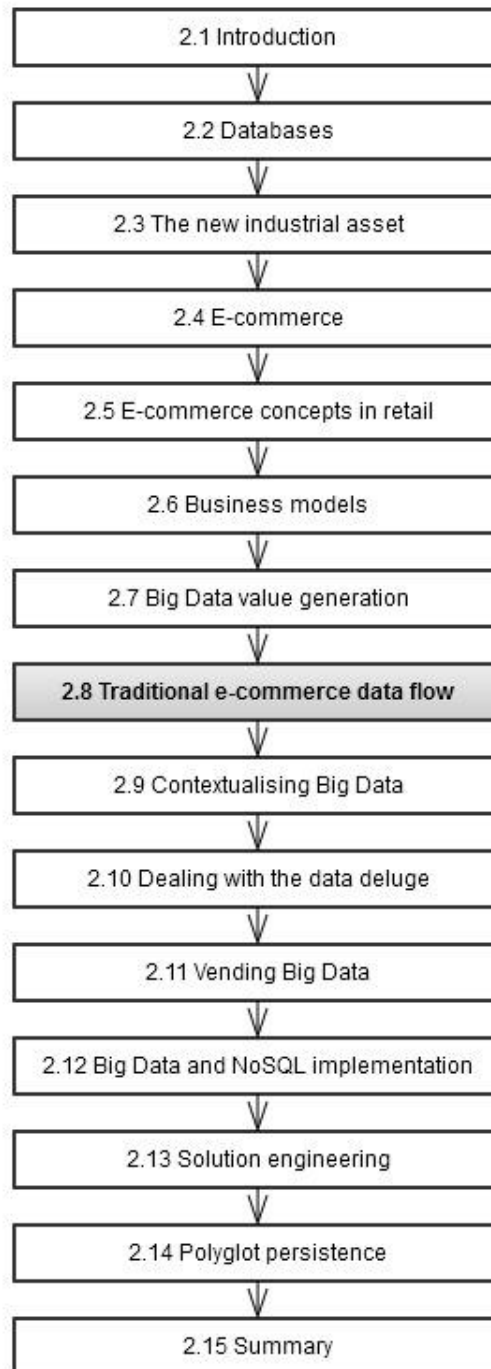 2.1 Introduction
2.2 Databases
2.3 The new industrial asset
2.4 E-commerce
2.5 E-commerce concepts in retail
2.6 Business models
2.7 Big Data value generation
2.8 Traditional e-commerce data flow
2.9 Contextualising Big Data
2.10 Dealing with the data deluge
2.11 Vending Big Data
2.12 Big Data and NoSQL implementation
2.13 Solution engineering
2.14 Polyglot persistence
2.15 Summary